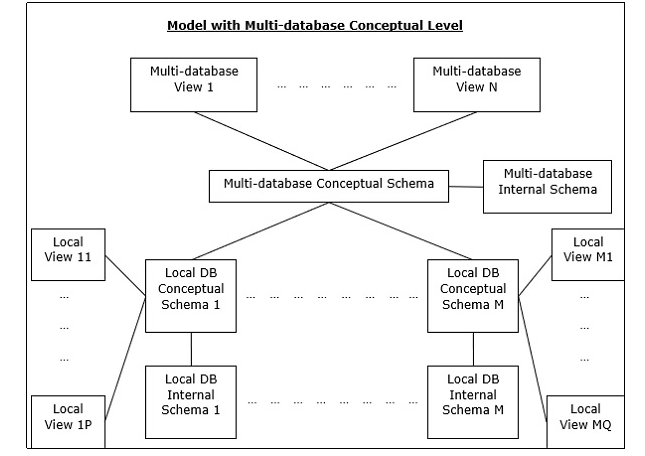 Model with Multi-database Conceptual Level
Multi-database
View 1
... ... ... ... ... ...
Multi-database
View N
Multi-database Conceptual Schema
Multi-database
Internal Schema
Local
View 11
Local
View M1
Local DB
Conceptual
Schema 1
... ... ... ... ... ... ... ...
Local DB
Conceptual
Schema M
...
...
...
...
...
...
Local DB
Internal
Schema 1
... ... ... ... ... ... ... ...
Local DB
Internal
Schema M
Local
View 1P
Local
View MQ